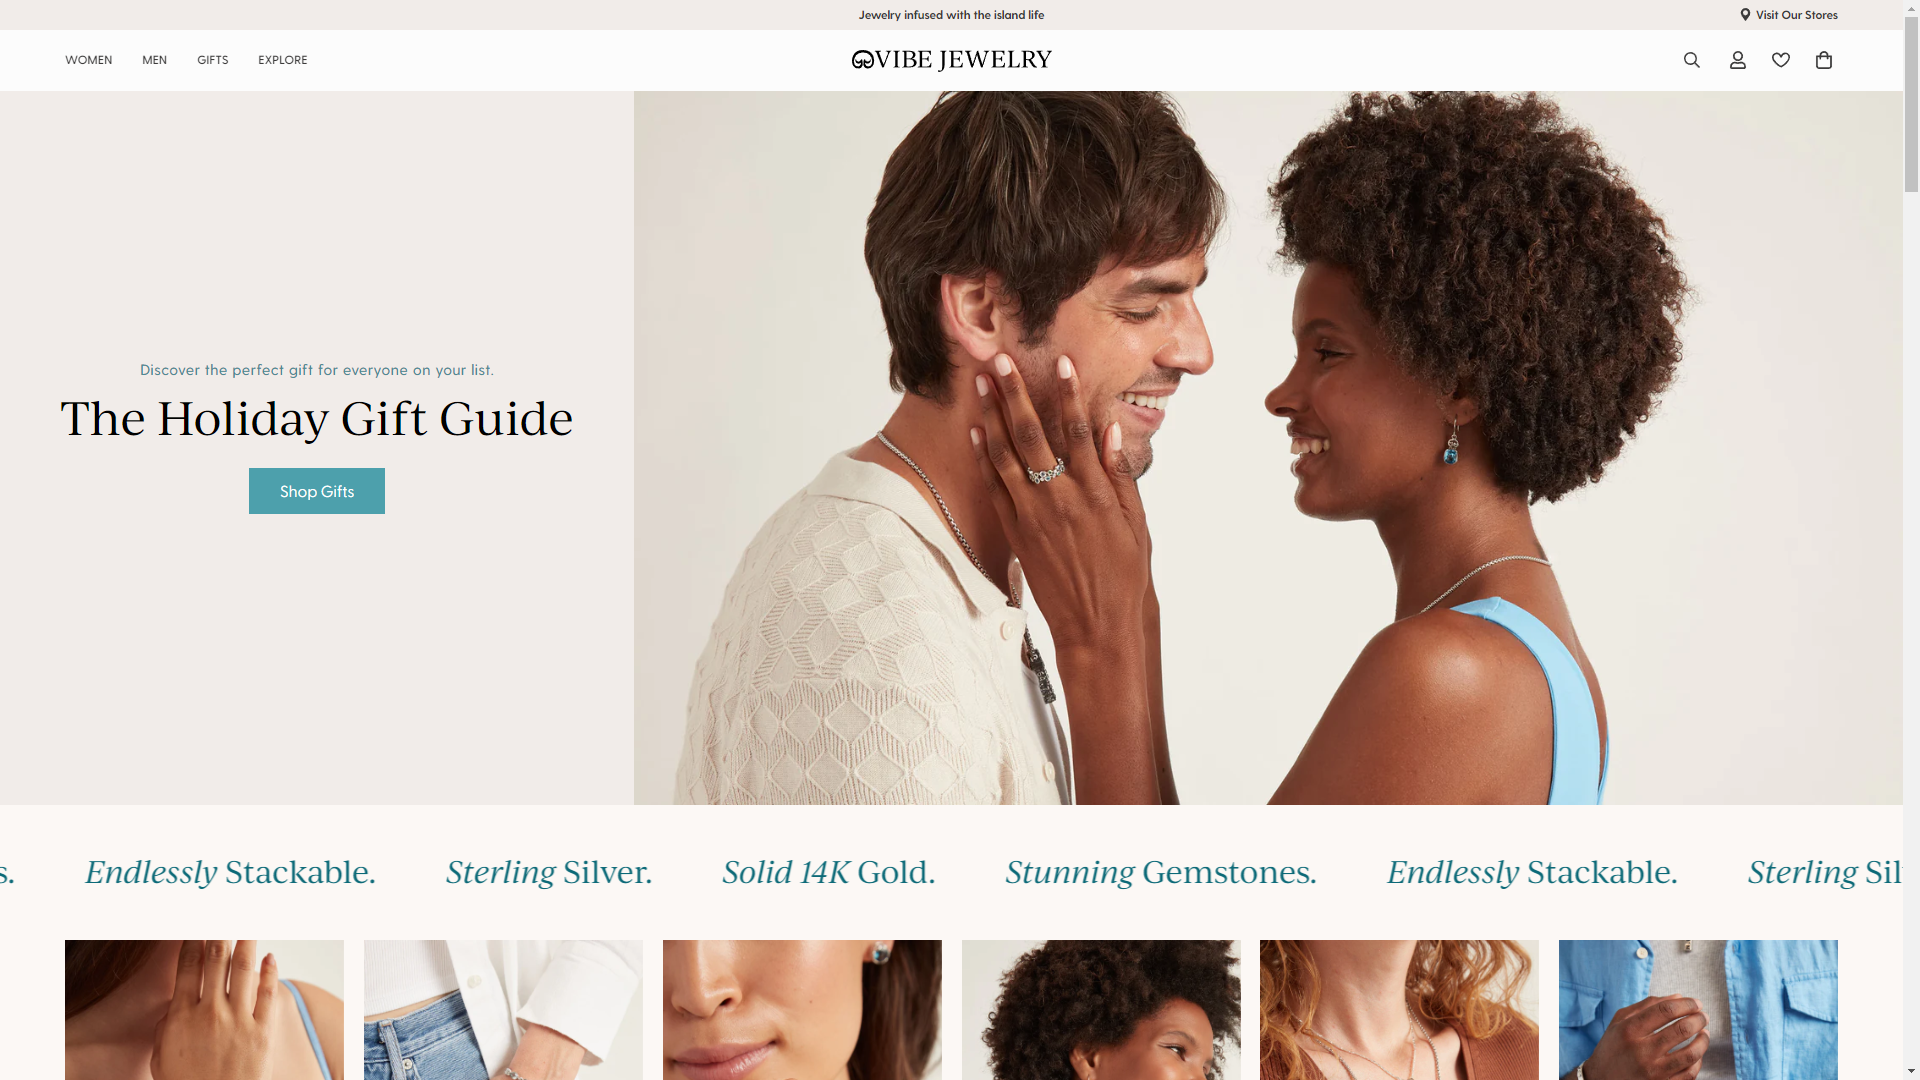 Jewelry infused with the island life
Visit Our Stores
WOMEN MEN GIFTS EXPLORE
VIBE JEWELRY
Discover the perfect gift for everyone on your list.
The Holiday Gift Guide
Shop Gifts
s. Endlessly Stackable. Sterling Silver. Solid 14K Gold. Stunning Gemstones. Endlessly Stackable. Sterling Sil